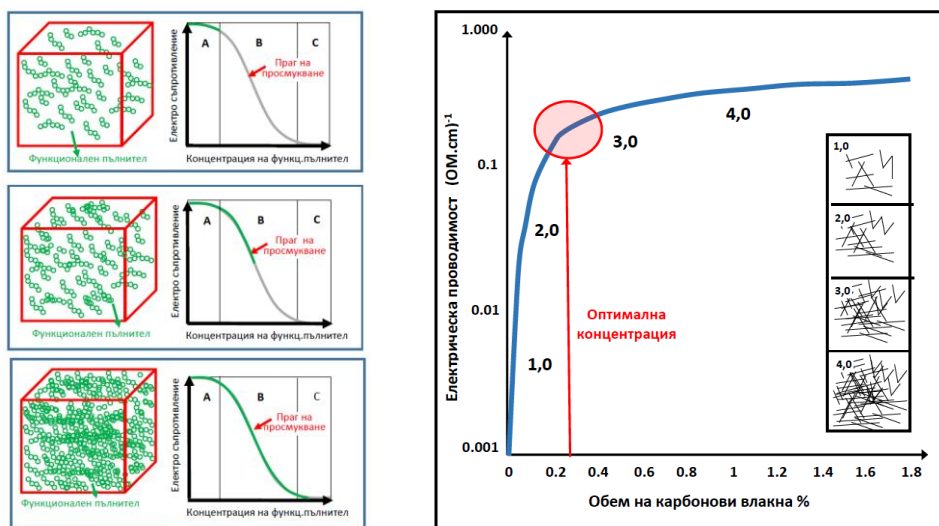 Електро съпротивление
A
B
C
Праг на
просмукване
Функционален пълнител
Концентрация на функц.пълнител
Електро съпротивление
A
B
C
Праг на
просмукване
Функционален пълнител
Концентрация на функц.пълнител
Електро съпротивление
A
B
C
Праг на
просмукване
Функционален пълнител
Концентрация на функц.пълнител
Електрическа проводимост (ОМ.cm)-1
1.000
0.1
0.01
0.001
1,0
2,0
3,0
4,0
Оптимална
концентрация
1,0
2,0
3,0
4,0
0 0.2 0.26 0.4 0.6 0.8 1 1.2 1.4 1.6 1.8
Обем на карбонови влакна %